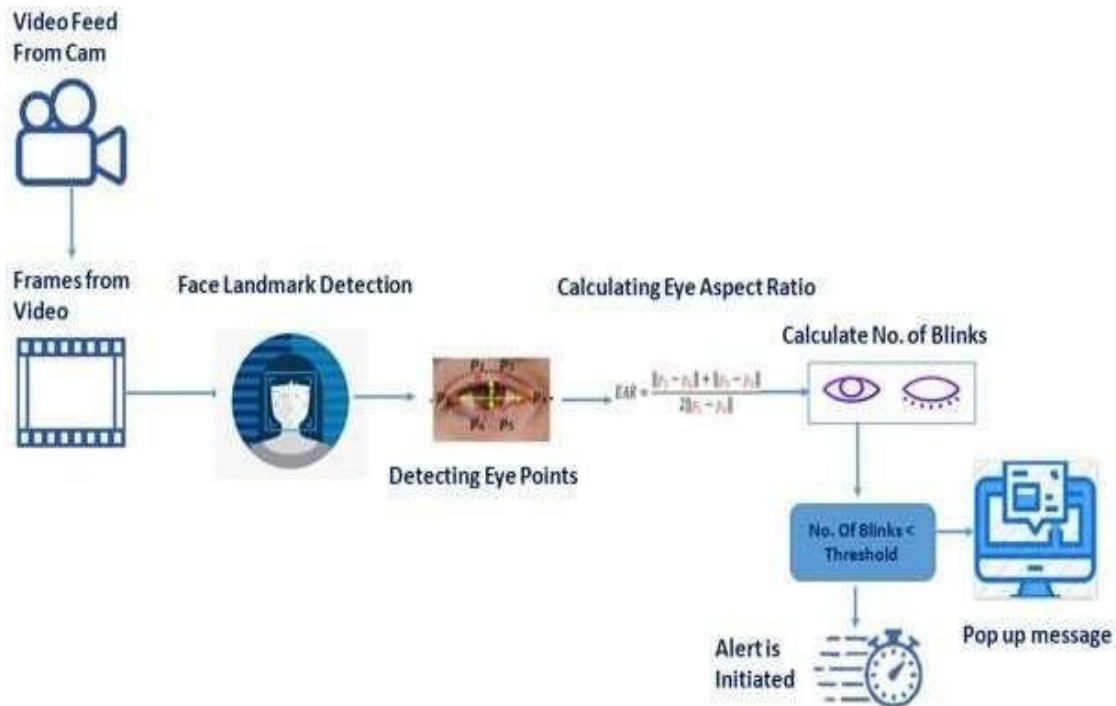 Video Feed
From Cam
Frames from
Video
Face Landmark Detection
Detecting Eye Points
Calculating Eye Aspect Ratio
EAR =
Calculate No. of Blinks
No. Of Blinks <
Threshold
Pop up message
Alert is
Initiated